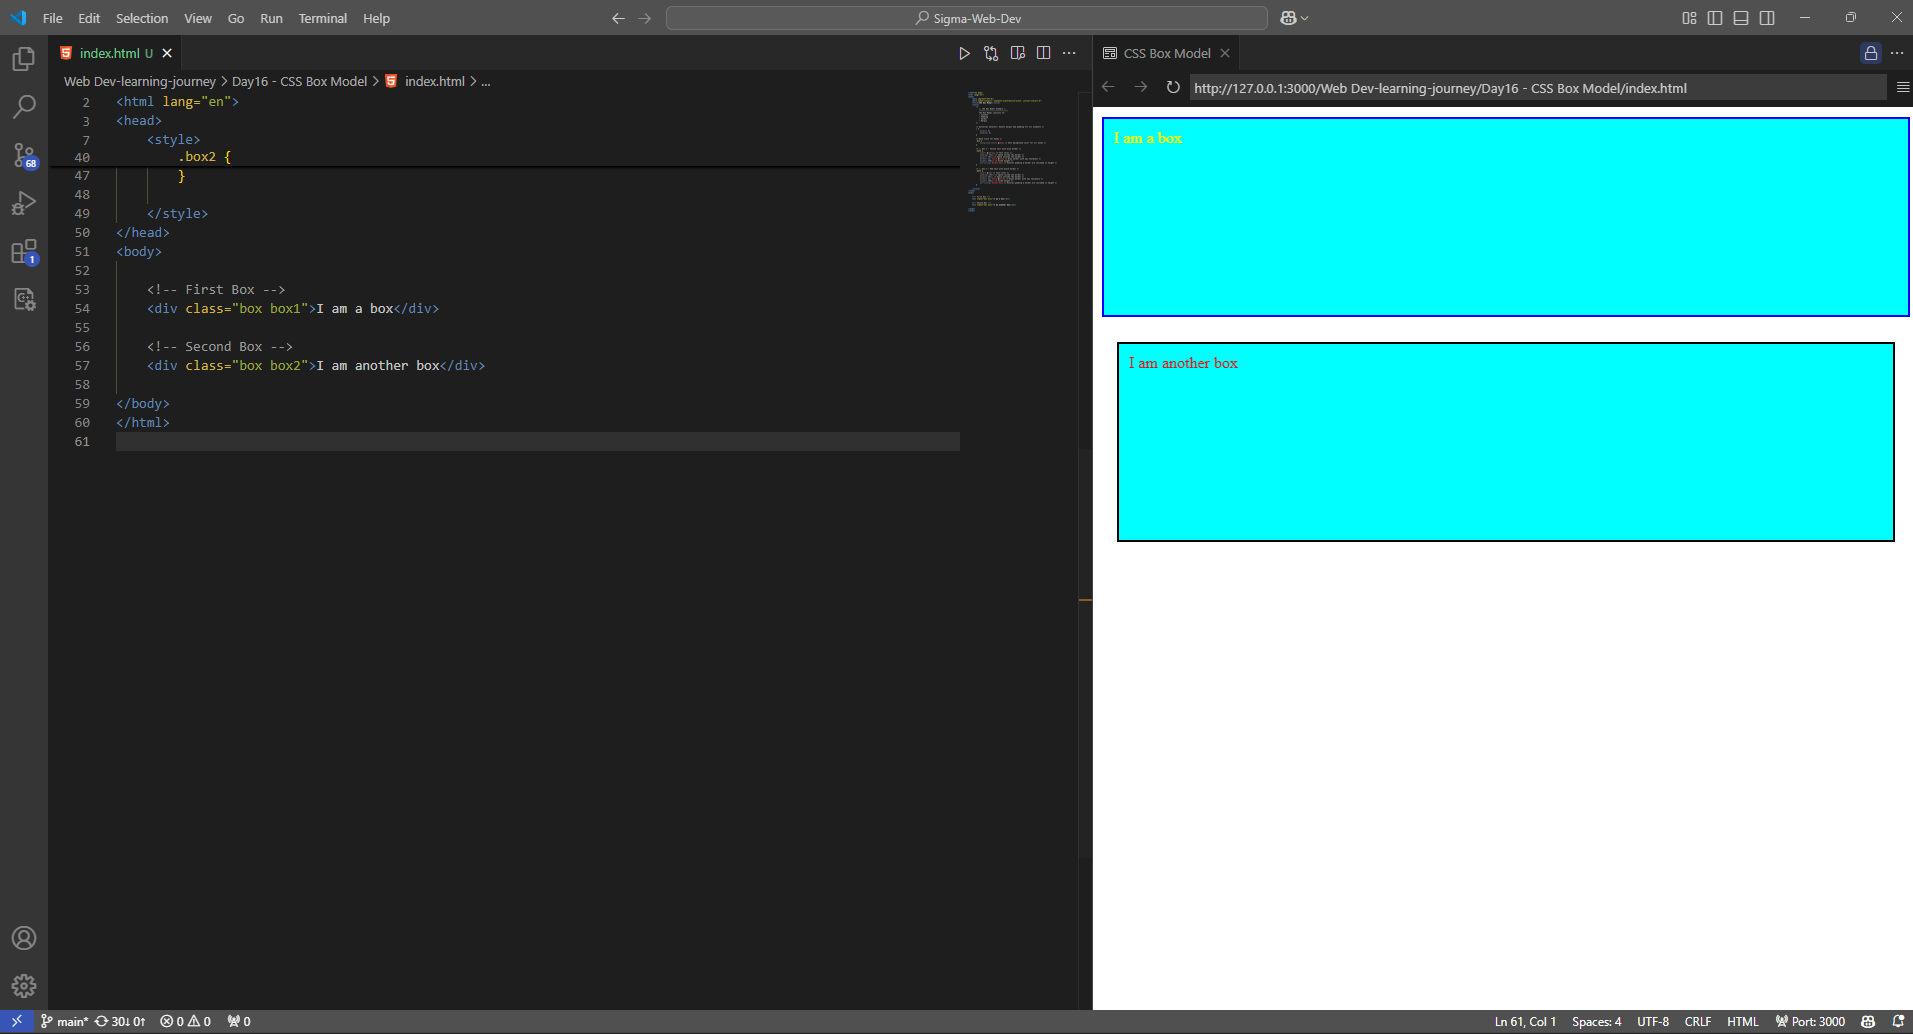 File Edit Selection View Go Run Terminal Help
Sigma-Web-Dev
index.html U
CSS Box Model
Web Dev-learning-journey > Day16 - CSS Box Model > index.html > ...
http://127.0.0.1:3000/Web Dev-learning-journey/Day16 - CSS Box Model/index.html
2 <html lang="en">
3 <head>
7 <style>
40 .box2 {
47 }
48
49 </style>
50 </head>
51 <body>
52
53 <!-- First Box -->
54 <div class="box box1">I am a box</div>
55
56 <!-- Second Box -->
57 <div class="box box2">I am another box</div>
58
59 </body>
60 </html>
61
68
1
I am a box
I am another box
main* 30↓ 0↑ 0 0 0
Ln 61, Col 1 Spaces: 4 UTF-8 CRLF HTML Port: 3000